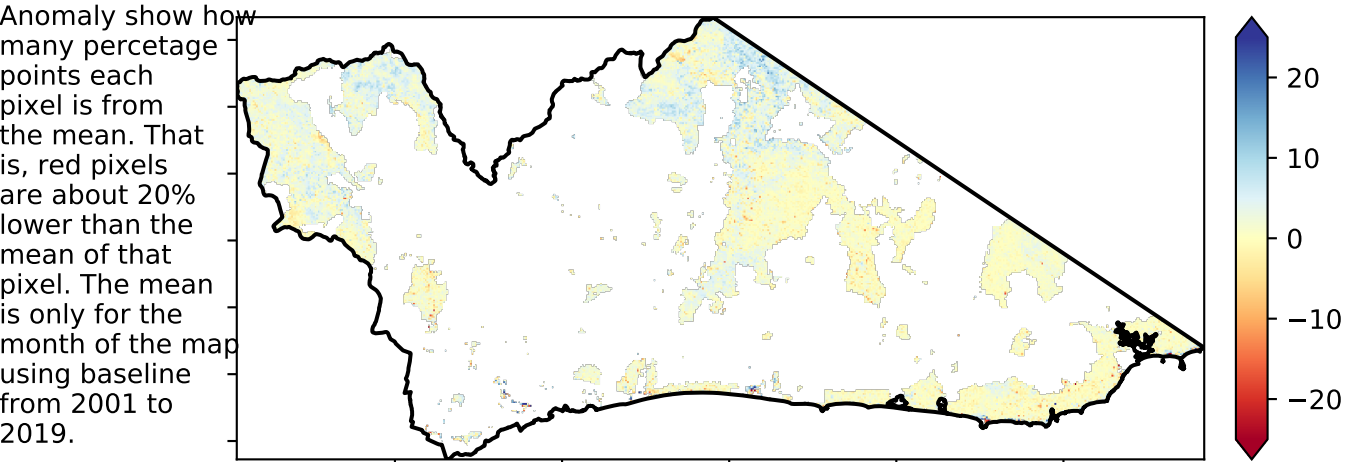 Anomaly show how
many percetage
points each
pixel is from
the mean. That
is, red pixels
are about 20%
lower than the
mean of that
pixel. The mean
is only for the
month of the map
using baseline
from 2001 to
2019.
20
10
0
−10
−20